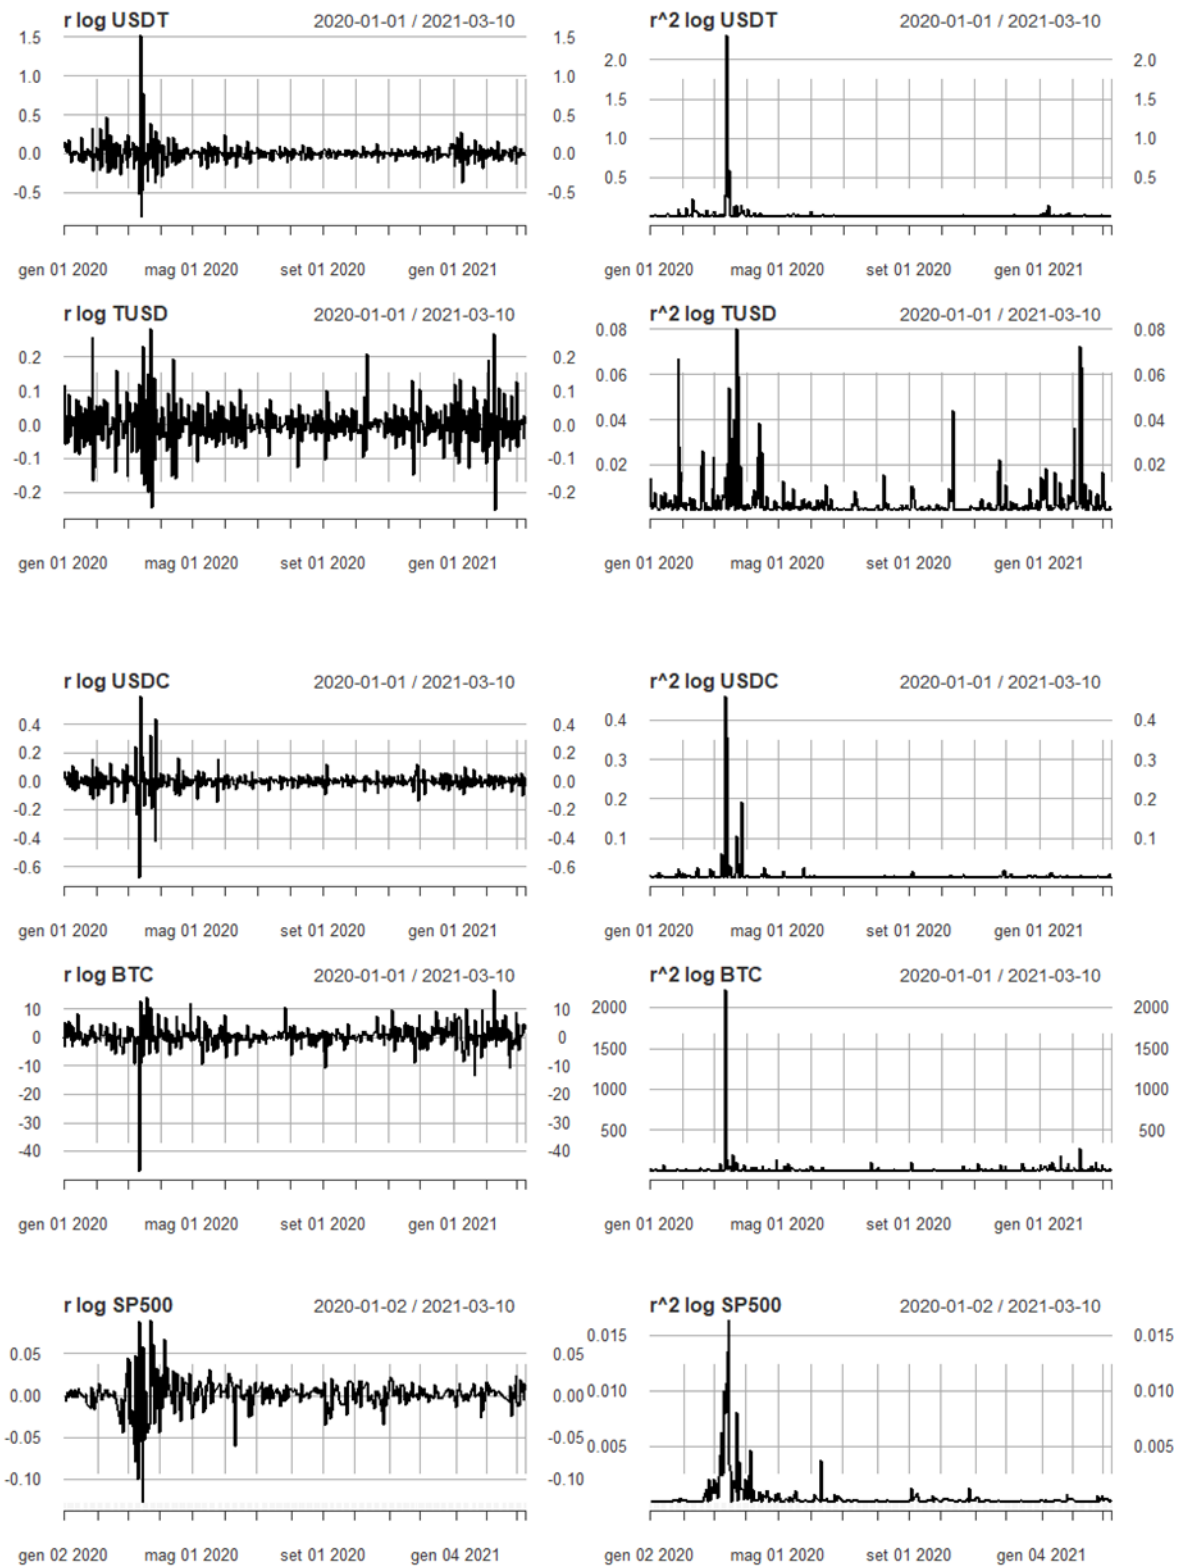 r log USDT 2020-01-01 / 2021-03-10
1.5 1.5
1.0 1.0
0.5 0.5
0.0 0.0
-0.5 -0.5
gen 01 2020 mag 01 2020 set 01 2020 gen 01 2021
r^2 log USDT 2020-01-01 / 2021-03-10
2.0 2.0
1.5 1.5
1.0 1.0
0.5 0.5
gen 01 2020 mag 01 2020 set 01 2020 gen 01 2021
r log TUSD 2020-01-01 / 2021-03-10
0.2 0.2
0.1 0.1
0.0 0.0
-0.1 -0.1
-0.2 -0.2
gen 01 2020 mag 01 2020 set 01 2020 gen 01 2021
r^2 log TUSD 2020-01-01 / 2021-03-10
0.08 0.08
0.06 0.06
0.04 0.04
0.02 0.02
gen 01 2020 mag 01 2020 set 01 2020 gen 01 2021
r log USDC 2020-01-01 / 2021-03-10
0.4 0.4
0.2 0.2
0.0 0.0
-0.2 -0.2
-0.4 -0.4
-0.6 -0.6
gen 01 2020 mag 01 2020 set 01 2020 gen 01 2021
r^2 log USDC 2020-01-01 / 2021-03-10
0.4 0.4
0.3 0.3
0.2 0.2
0.1 0.1
gen 01 2020 mag 01 2020 set 01 2020 gen 01 2021
r log BTC 2020-01-01 / 2021-03-10
10 10
0 0
-10 -10
-20 -20
-30 -30
-40 -40
gen 01 2020 mag 01 2020 set 01 2020 gen 01 2021
r^2 log BTC 2020-01-01 / 2021-03-10
2000 2000
1500 1500
1000 1000
500 500
gen 01 2020 mag 01 2020 set 01 2020 gen 01 2021
r log SP500 2020-01-02 / 2021-03-10
0.05 0.05
0.00 0.00
-0.05 -0.05
-0.10 -0.10
gen 02 2020 mag 01 2020 set 01 2020 gen 04 2021
r^2 log SP500 2020-01-02 / 2021-03-10
0.015 0.015
0.010 0.010
0.005 0.005
gen 02 2020 mag 01 2020 set 01 2020 gen 04 2021